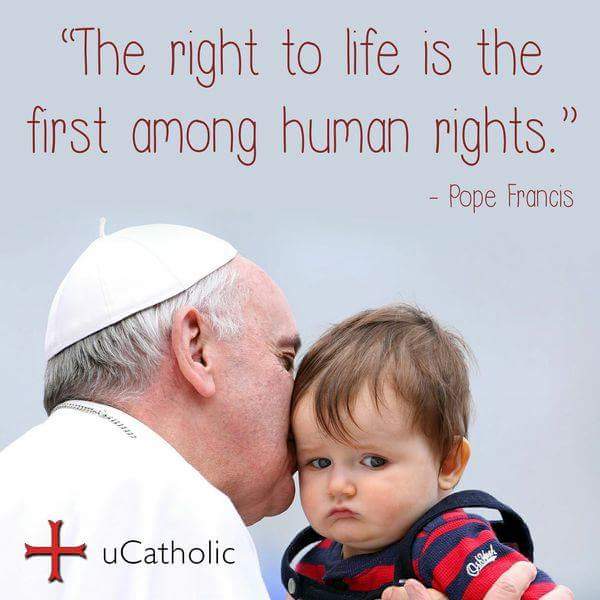 “The right to life is the
first among human rights.”
- Pope Francis
uCatholic